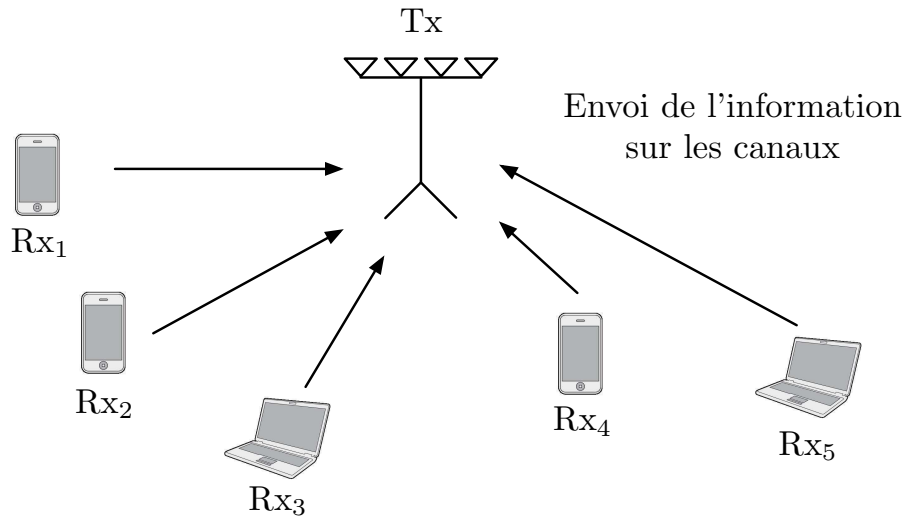 Tx
Envoi de l'information
sur les canaux
Rx₁
Rx₂
Rx₃
Rx₄
Rx₅